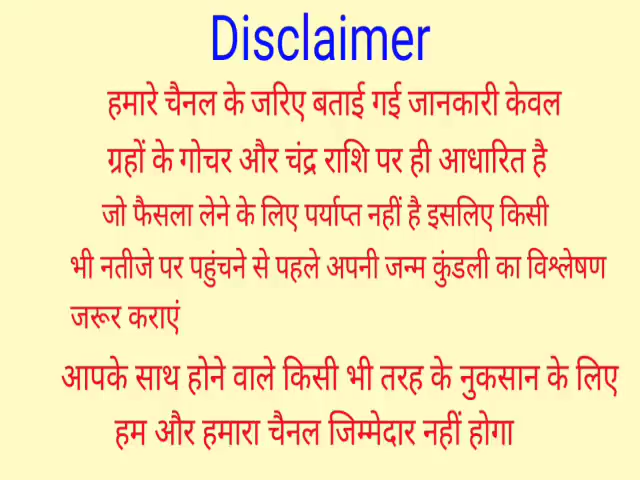 Disclaimer
हमारे चैनल के जरिए बताई गई जानकारी केवल
ग्रहों के गोचर और चंद्र राशि पर ही आधारित है
जो फैसला लेने के लिए पर्याप्त नहीं है इसलिए किसी
भी नतीजे पर पहुंचने से पहले अपनी जन्म कुंडली का विश्लेषण
जरूर कराएं
आपके साथ होने वाले किसी भी तरह के नुकसान के लिए
हम और हमारा चैनल जिम्मेदार नहीं होगा